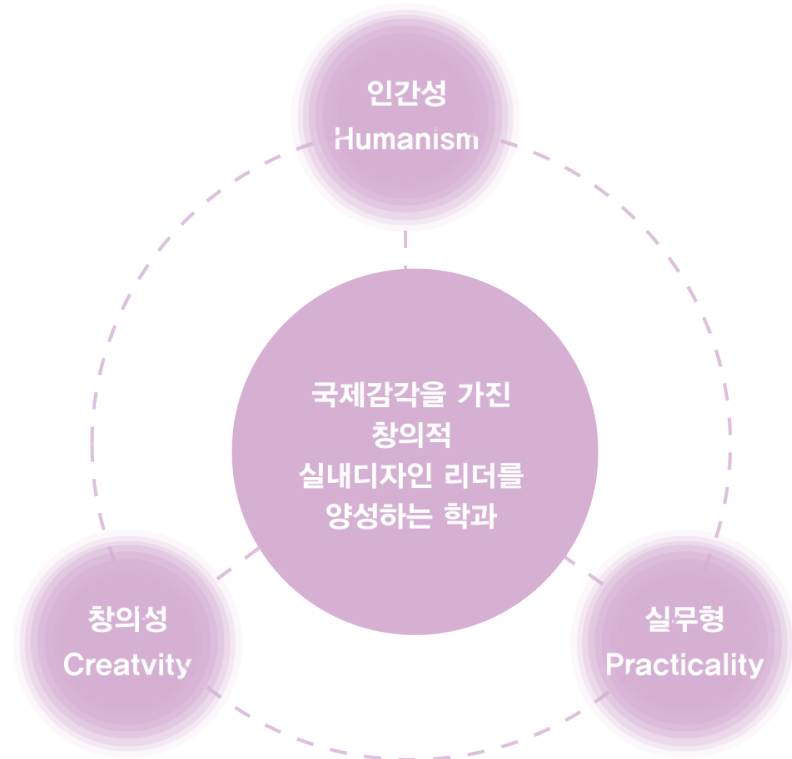 인간성
Humanism
국제감각을 가진
창의적
실내디자인 리더를
양성하는 학과
창의성
Creatvity
실무형
Practicality